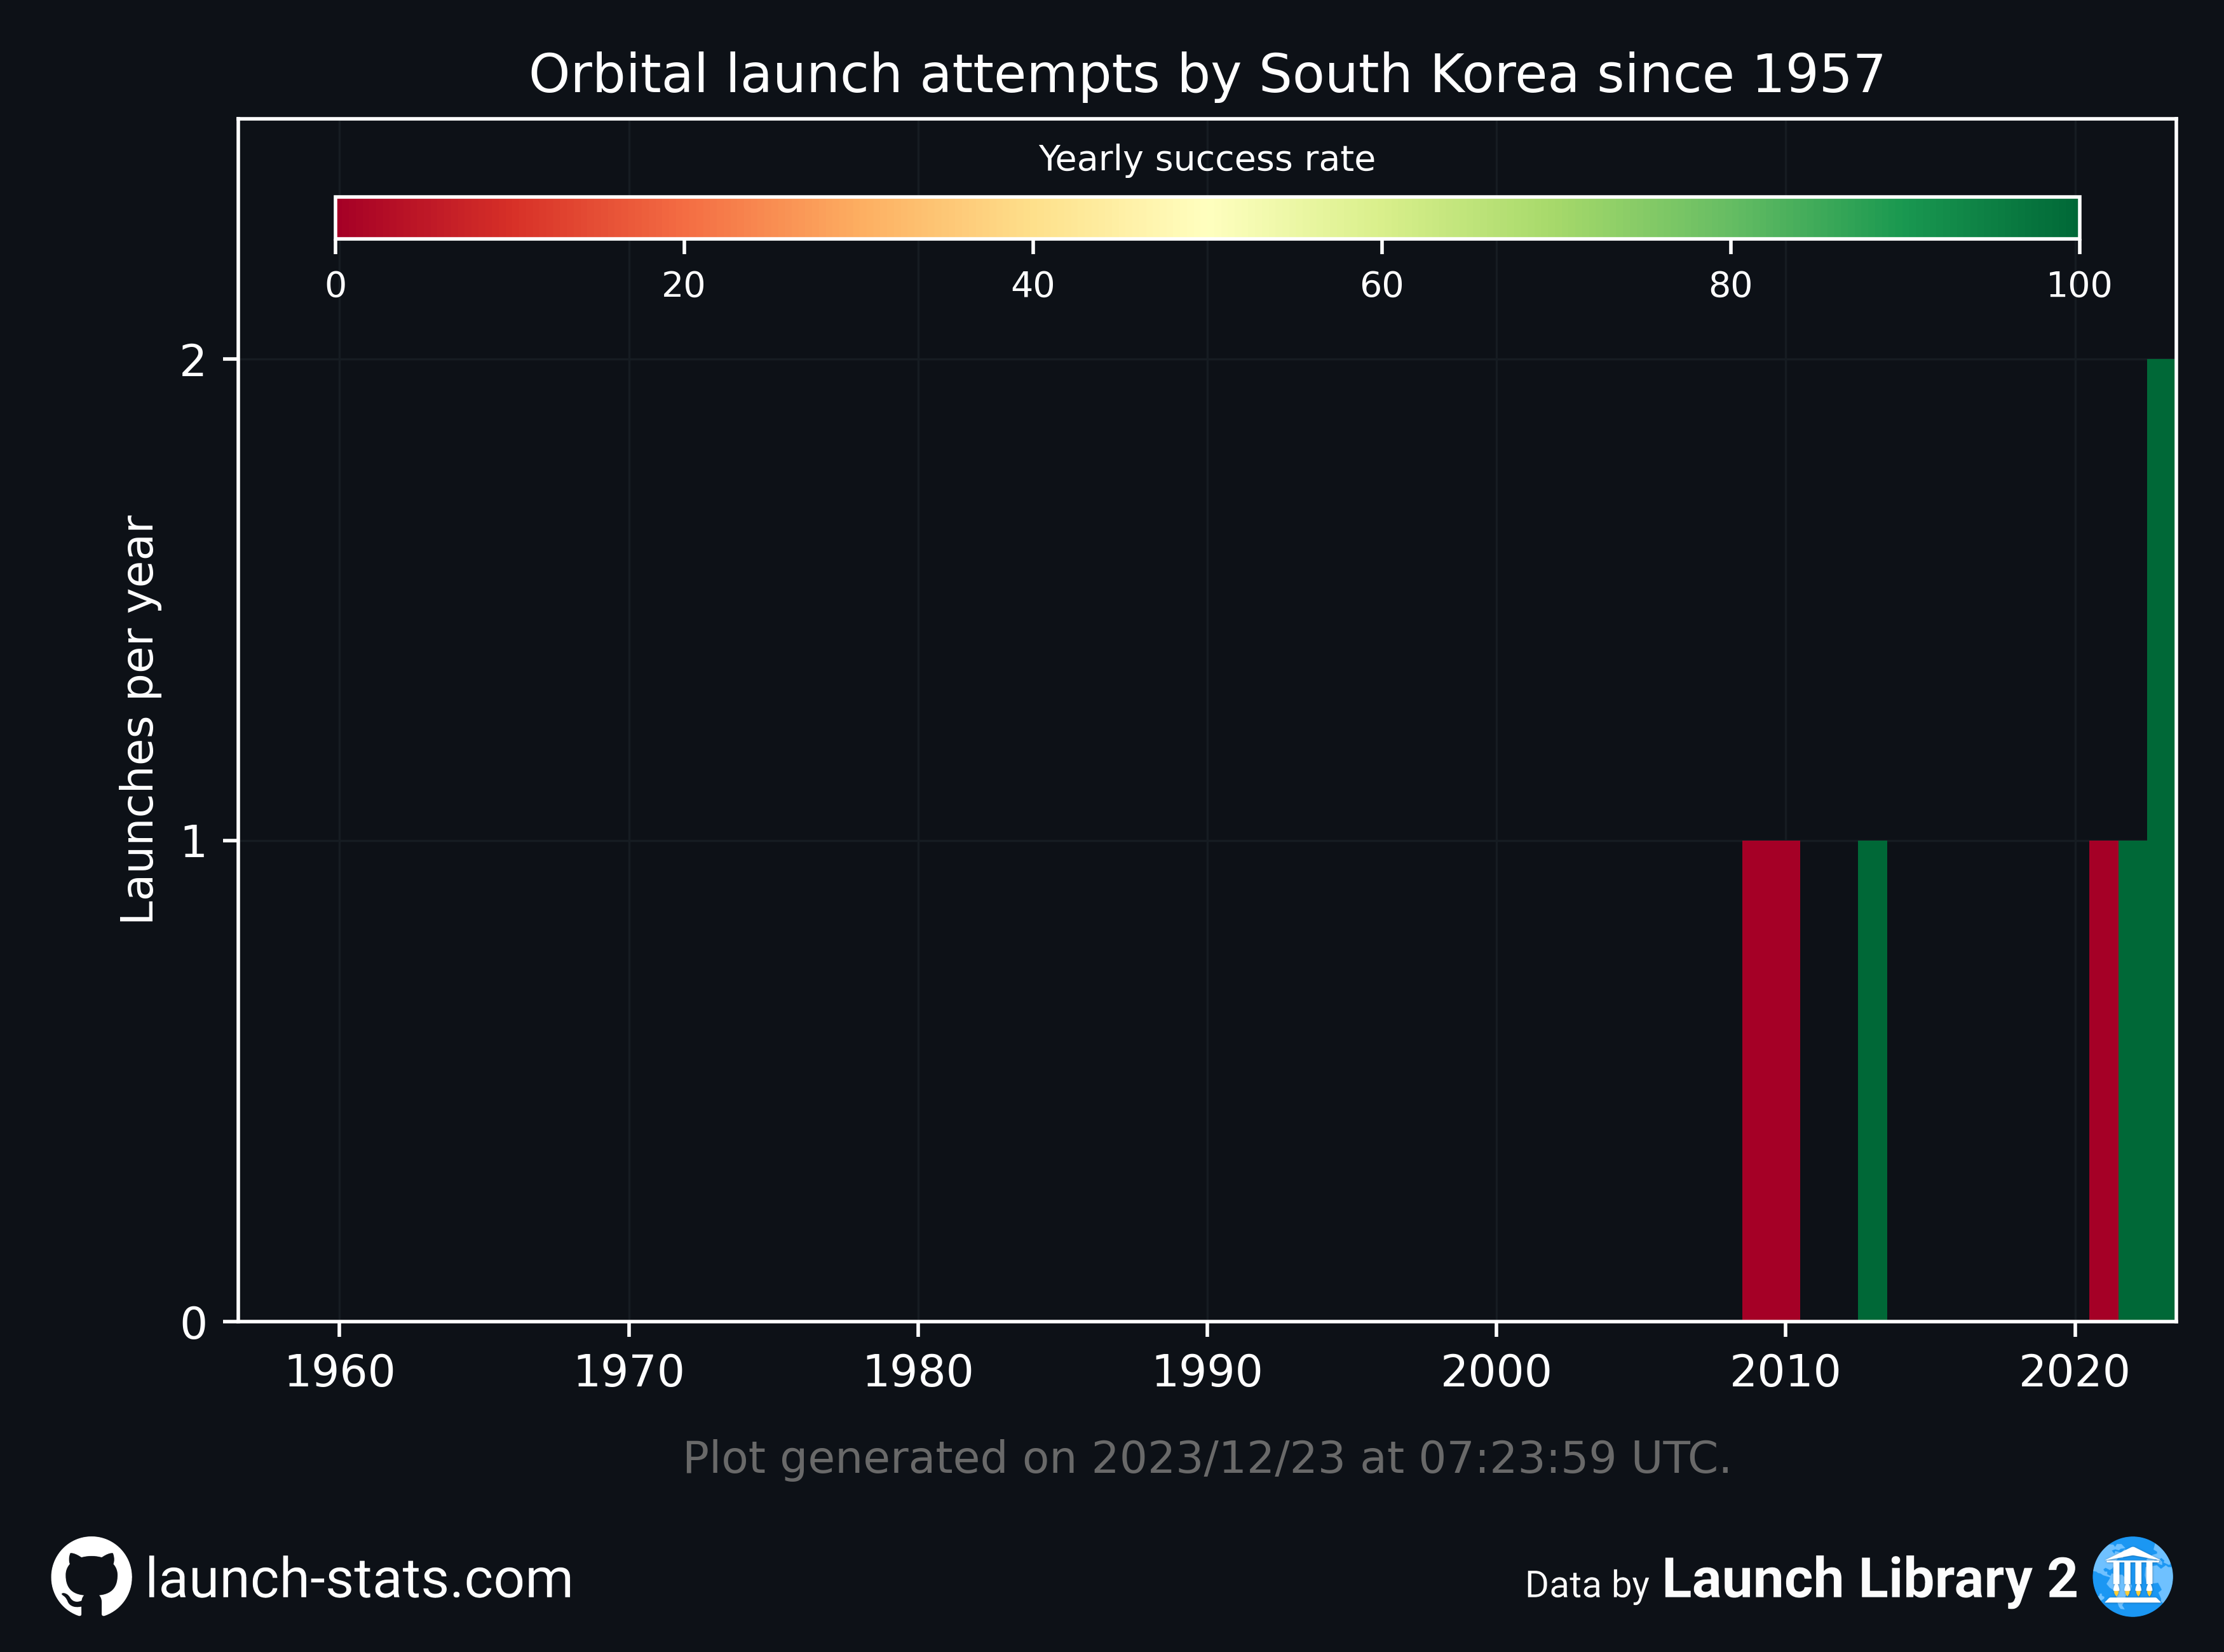 Orbital launch attempts by South Korea since 1957
Yearly success rate
0 20 40 60 80 100
2
1
0
Launches per year
1960 1970 1980 1990 2000 2010 2020
Plot generated on 2023/12/23 at 07:23:59 UTC.
launch-stats.com
Data by Launch Library 2